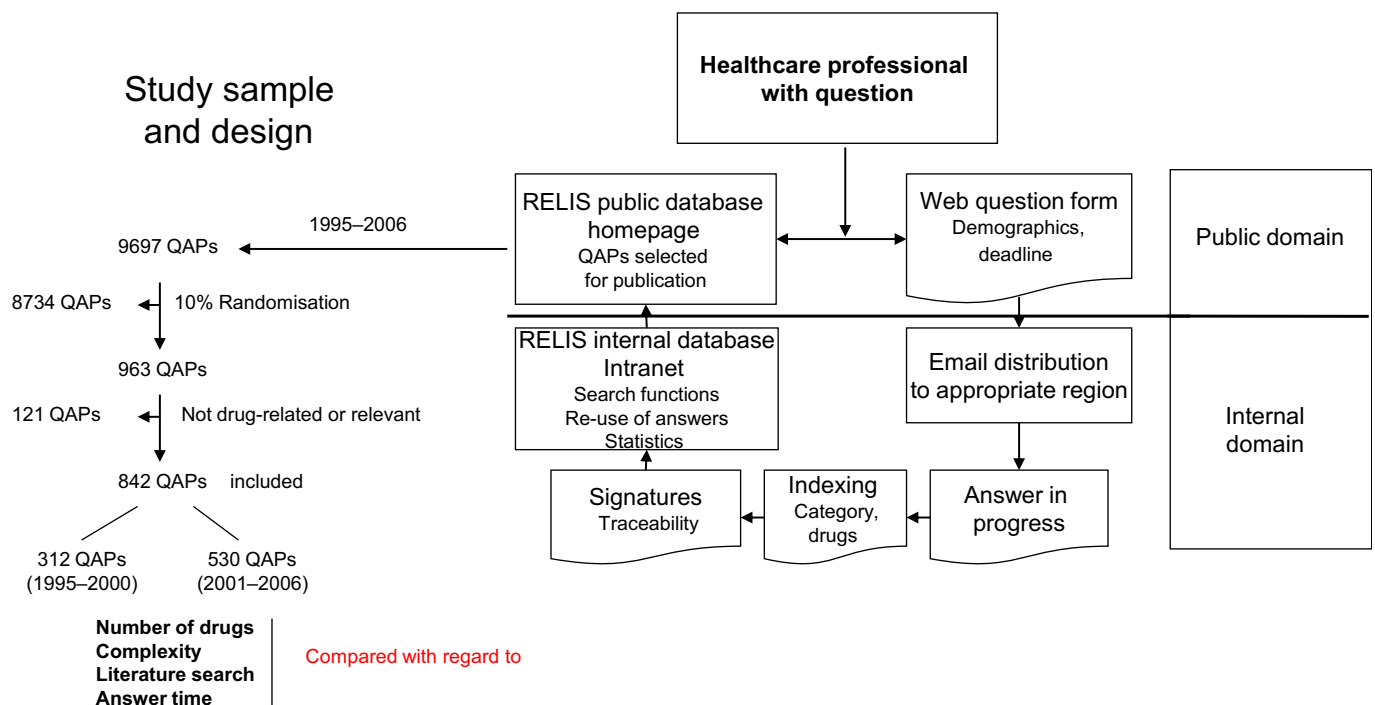 Study sample
and design
Healthcare professional
with question
RELIS public database
homepage
QAPs selected
for publication
Web question form
Demographics,
deadline
Public domain
1995–2006
9697 QAPs
8734 QAPs
10% Randomisation
963 QAPs
121 QAPs
Not drug-related or relevant
842 QAPs included
312 QAPs
(1995–2000)
530 QAPs
(2001–2006)
Number of drugs
Complexity
Literature search
Answer time
Compared with regard to
RELIS internal database
Intranet
Search functions
Re-use of answers
Statistics
Email distribution
to appropriate region
Internal
domain
Signatures
Traceability
Indexing
Category,
drugs
Answer in
progress